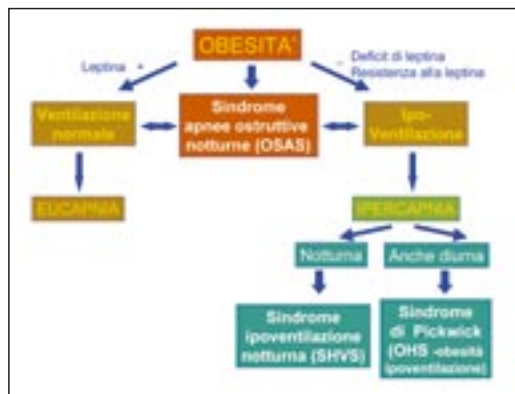 OBESITA'
Leptina +
- Deficit di leptina
Resistenza alla leptina
Ventilazione
normale
Sindrome
apnee ostruttive
notturne (OSAS)
Ipo-
Ventilazione
EUCAPNIA
IPERCAPNIA
Notturna
Anche diurna
Sindrome
ipoventilazione
notturna (SHVS)
Sindrome
di Pickwick
(OHS -obesità
ipoventilazione)